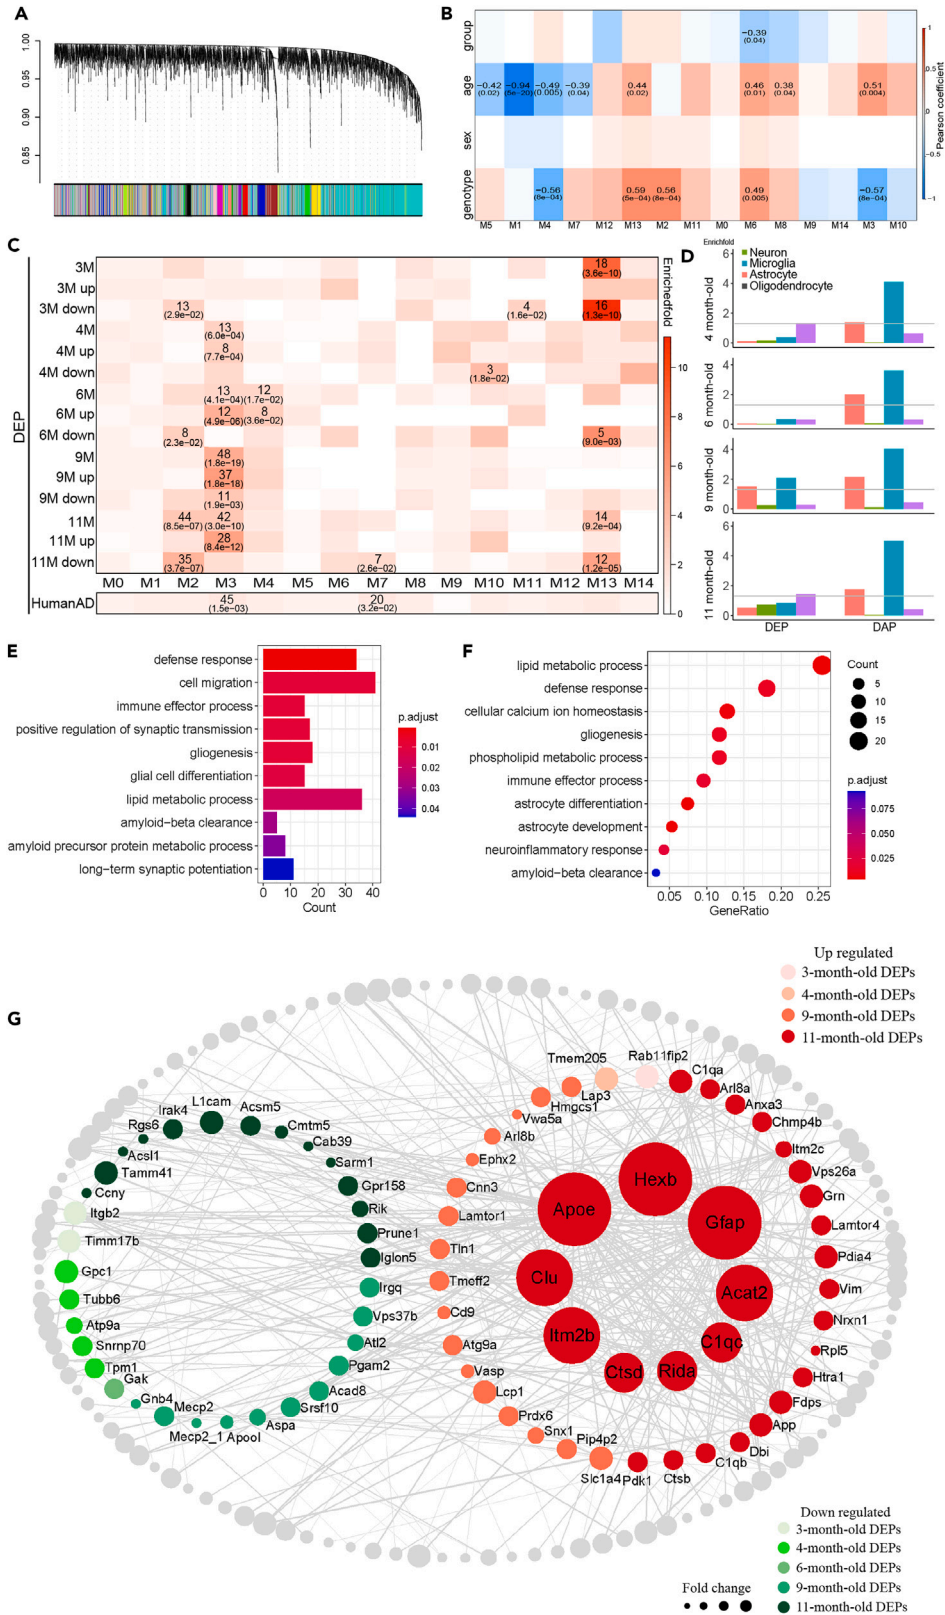 A
1.00
0.95
0.90
0.85
B
group
age
sex
genotype
−0.39
(0.04)
−0.42
(0.02)
−0.94
(6e−20)
−0.49
(0.005)
−0.39
(0.04)
0.44
(0.02)
0.46
(0.01)
0.38
(0.04)
0.51
(0.004)
−0.56
(6e−04)
0.59
(5e−04)
0.56
(8e−04)
0.49
(0.005)
−0.57
(8e−04)
M5 M1 M4 M7 M12 M13 M2 M11 M0 M6 M8 M9 M14 M3 M10
1
0.5
0
−0.5
−1
Pearson coefficient
C
DEP
3M
18
(3.6e−10)
3M up
3M down
13
(2.9e−02)
4
(1.6e−02)
16
(1.3e−10)
4M
13
(6.0e−04)
4M up
8
(7.7e−04)
4M down
3
(1.8e−02)
6M
13
(4.1e−04)
12
(1.7e−02)
6M up
12
(4.9e−06)
8
(3.6e−02)
6M down
8
(2.3e−02)
5
(9.0e−03)
9M
48
(1.8e−19)
9M up
37
(1.8e−18)
9M down
11
(1.9e−03)
11M
44
(8.5e−07)
42
(3.0e−10)
14
(9.2e−04)
11M up
28
(8.4e−12)
11M down
35
(3.7e−07)
7
(2.6e−02)
12
(1.2e−05)
M0 M1 M2 M3 M4 M5 M6 M7 M8 M9 M10 M11 M12 M13 M14
HumanAD
45
(1.5e−03)
20
(3.2e−02)
Enrichedfold
10
8
6
4
2
0
D
Enrichfold
Neuron
Microglia
Astrocyte
Oligodendrocyte
4 month-old
6
2
0
6 month-old
4
2
0
9 month-old
4
2
0
11 month-old
6
4
2
0
DEP DAP
E
defense response
cell migration
immune effector process
positive regulation of synaptic transmission
gliogenesis
glial cell differentiation
lipid metabolic process
amyloid−beta clearance
amyloid precursor protein metabolic process
long−term synaptic potentiation
0 10 20 30 40
Count
p.adjust
0.01
0.02
0.03
0.04
F
lipid metabolic process
defense response
cellular calcium ion homeostasis
gliogenesis
phospholipid metabolic process
immune effector process
astrocyte differentiation
astrocyte development
neuroinflammatory response
amyloid−beta clearance
0.05 0.10 0.15 0.20 0.25
GeneRatio
Count
5
10
15
20
p.adjust
0.075
0.050
0.025
G
Up regulated
3-month-old DEPs
4-month-old DEPs
9-month-old DEPs
11-month-old DEPs
L1cam
Acsm5
Irak4
Cmtm5
Rgs6
Cab39
Acsl1
Sarm1
Tamm41
Gpr158
Ccny
Rik
Itgb2
Prune1
Timm17b
Iglon5
Gpc1
Irgq
Tubb6
Vps37b
Atp9a
Atl2
Snrnp70
Pgam2
Tpm1
Acad8
Gak
Srsf10
Gnb4
Aspa
Mecp2
Mecp2_1
Apool
Tmem205
Rab11fip2
Lap3
Hmgcs1
Vwa5a
Arl8b
Ephx2
Cnn3
Lamtor1
Tln1
Tmeff2
Cd9
Atg9a
Vasp
Lcp1
Prdx6
Snx1
Pip4p2
Slc1a4
Pdk1
Ctsb
C1qb
Dbi
App
Fdps
Htra1
Rpl5
Nrxn1
Vim
Pdia4
Lamtor4
Grn
Vps26a
Itm2c
Chmp4b
Anxa3
Arl8a
C1qa
Hexb
Apoe
Gfap
Clu
Acat2
Itm2b
C1qc
Ctsd
Rida
Down regulated
3-month-old DEPs
4-month-old DEPs
6-month-old DEPs
9-month-old DEPs
11-month-old DEPs
Fold change